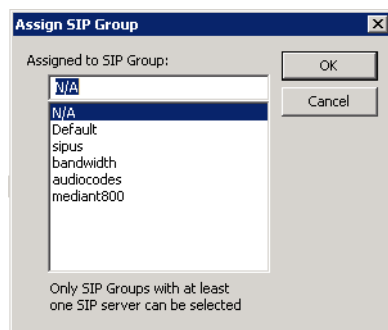 Assign SIP Group
Assigned to SIP Group:
N/A
N/A
Default
sipus
bandwidth
audiocodes
mediant800
OK
Cancel
Only SIP Groups with at least
one SIP server can be selected